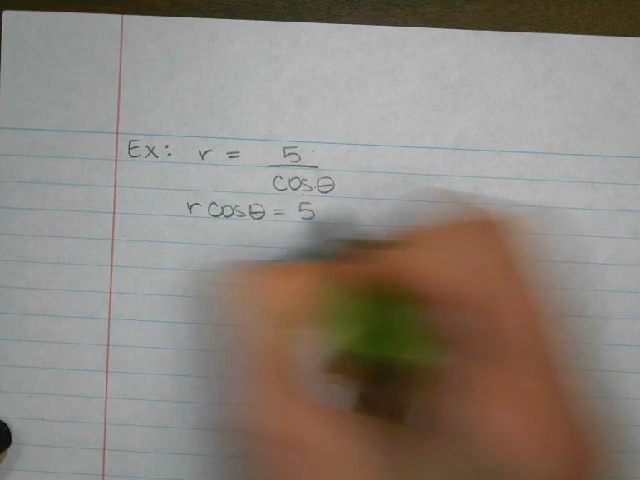 Ex: r = 5/cosθ
r cosθ = 5